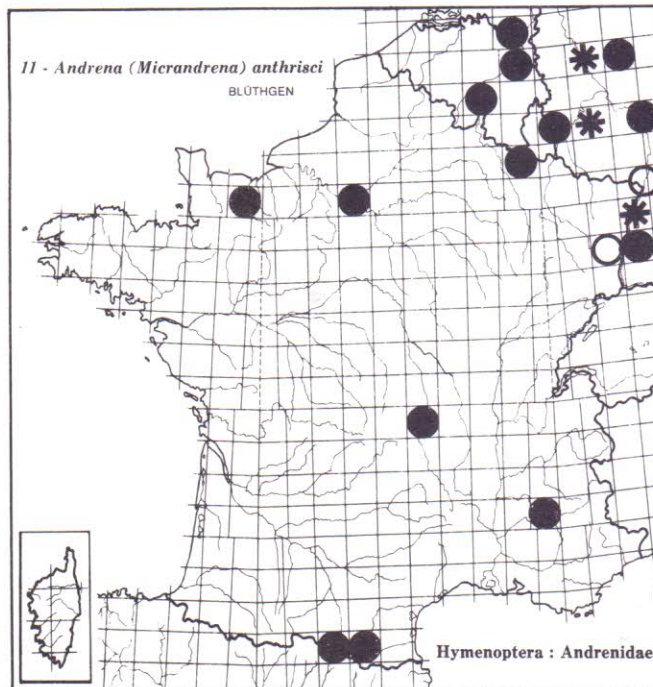 11 - Andrena (Micrandrena) anthrisci
BLÜTHGEN
Hymenoptera : Andrenidae